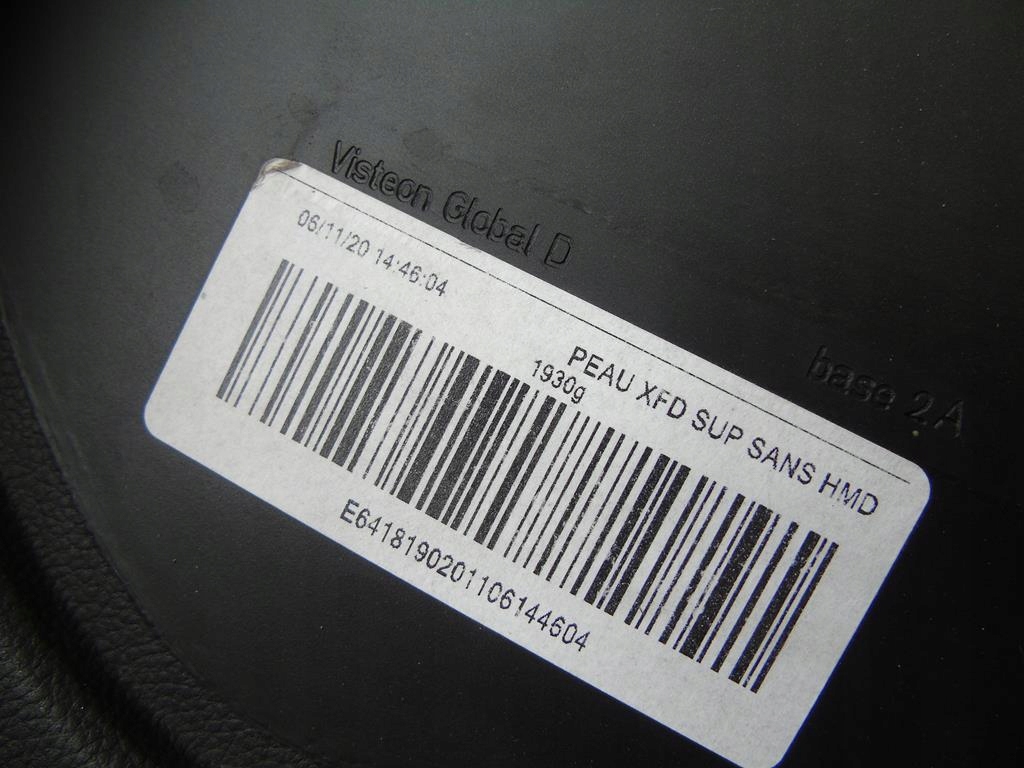 Visteon Global D
base 2A
06/11/20 14:46:04
PEAU XFD SUP SANS HMD
1930g
E6418190201106144604